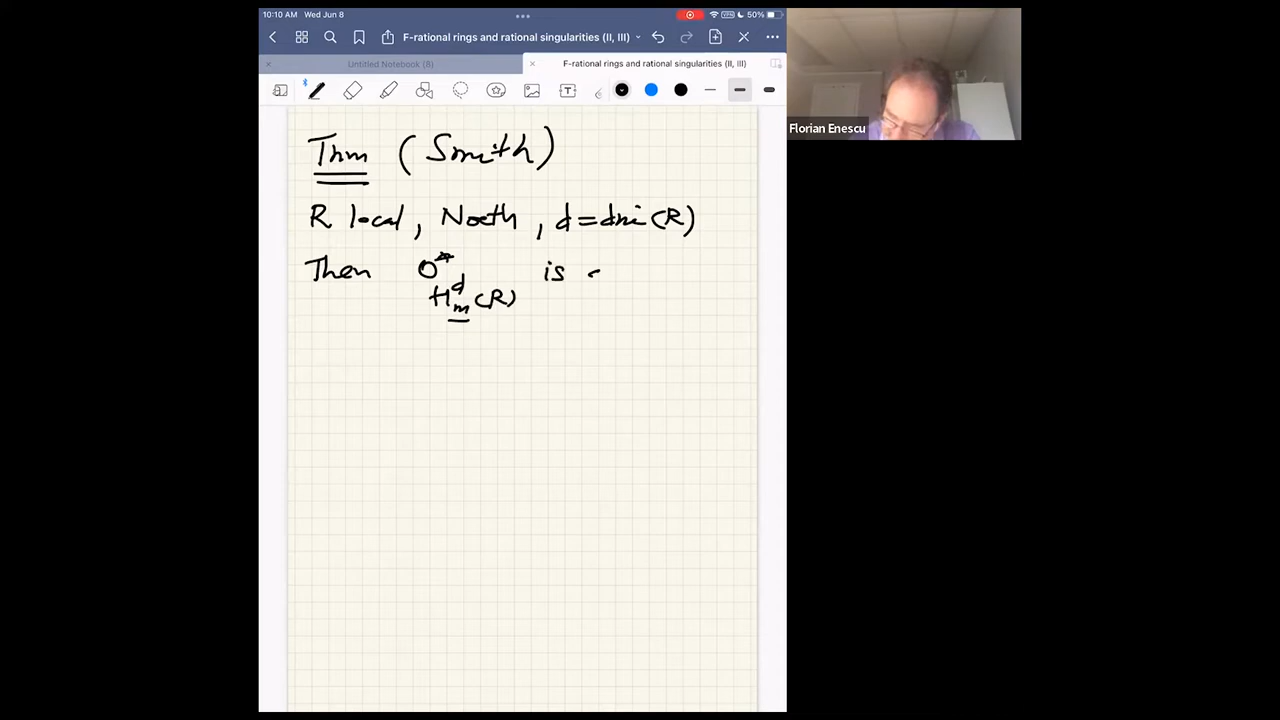 10:10 AM Wed Jun 8
50%
F-rational rings and rational singularities (II, III)
Untitled Notebook (8)
F-rational rings and rational singularities (II, III)
Florian Enescu
Thm (Smith)
R local, Noeth, d = dim(R)
Then 0* H^d_m(R) is